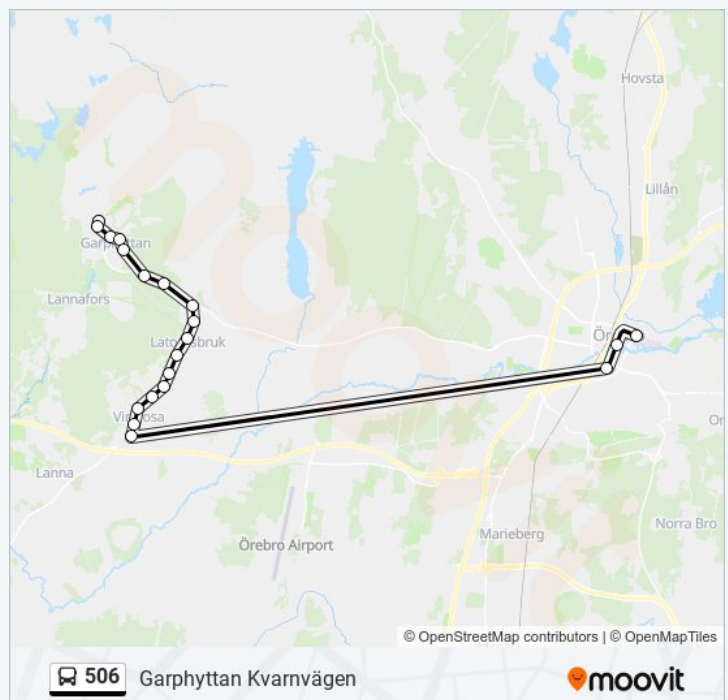 Hovsta
Lillån
Garphyttan
Lannafors
Latorpsbruk
Vintrosa
Lanna
Örebro Airport
Marieberg
Norra Bro
© OpenStreetMap contributors | © OpenMapTiles
506 Garphyttan Kvarnvägen
moovit